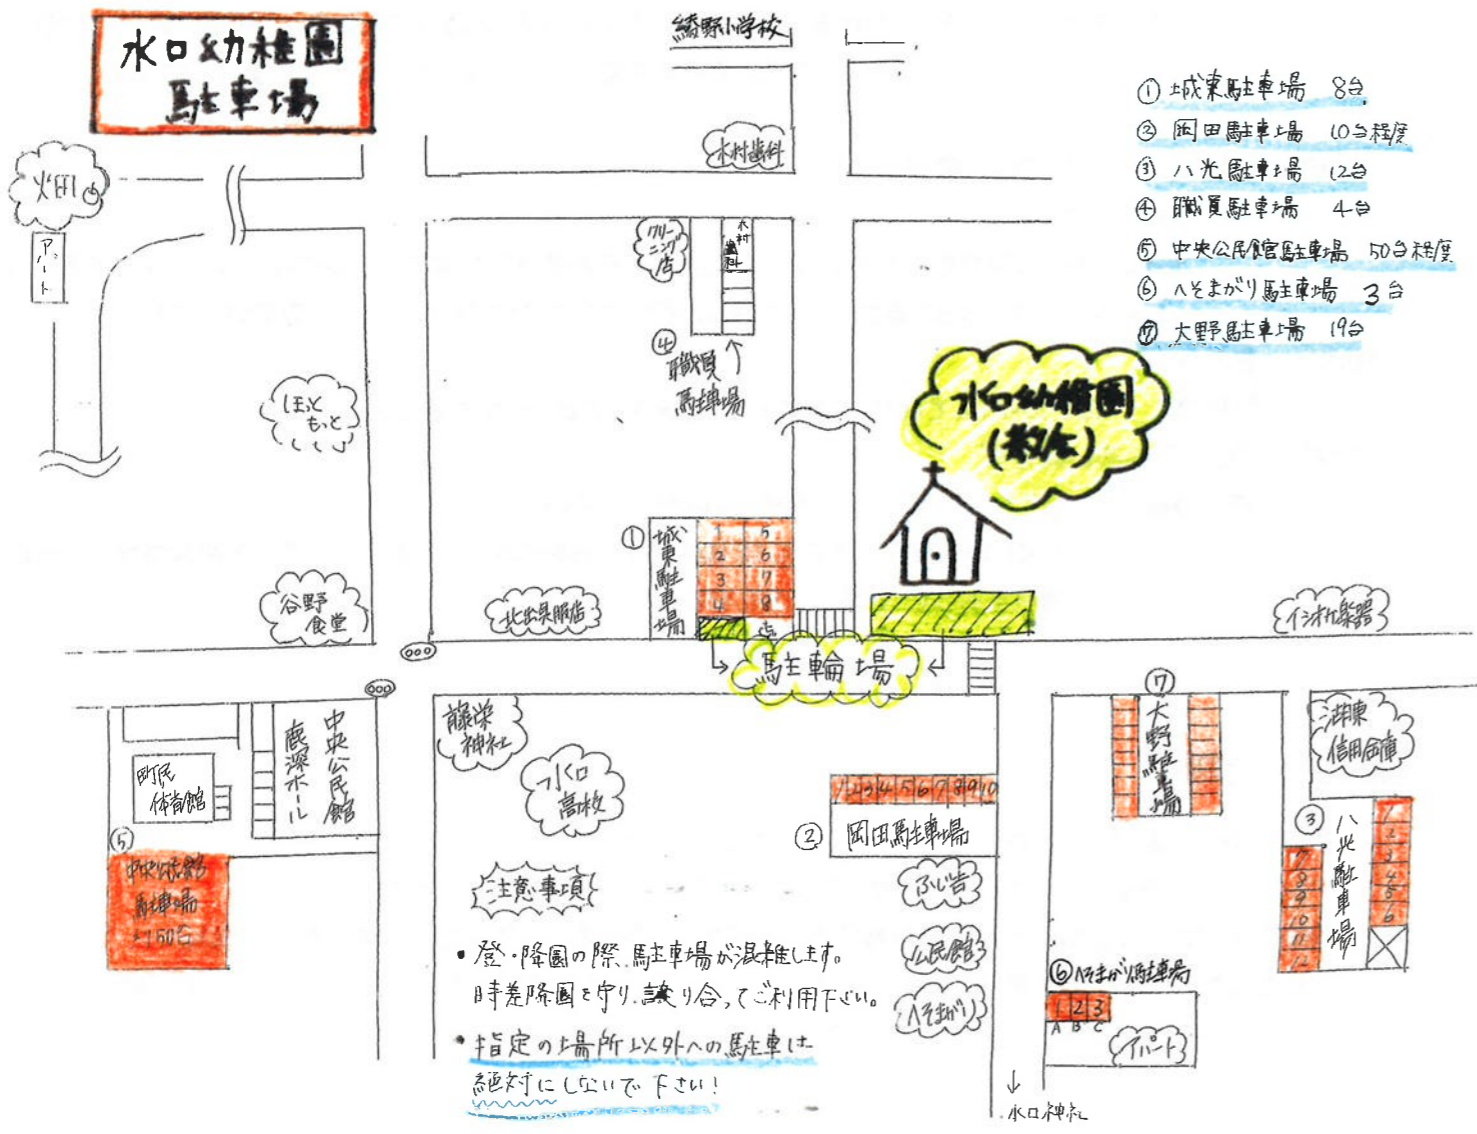 水口幼稚園
駐車場
綾野小学校
① 城東駐車場 8台
② 岡田駐車場 10台程度
③ 八光駐車場 12台
④ 職員駐車場 4台
⑤ 中央公民館駐車場 50台程度
⑥ へそまがり駐車場 3台
⑦ 大野駐車場 19台
木村歯科
畑
アパート
クリーニング店
木村歯科
④
職員
駐車場
ほっと
もっと
水口幼稚園
(教会)
①
城東駐車場
1 5
2 6
3 7
4 8
谷野
食堂
北出呉服店
駐輪場
イシオカ楽器
藤栄
神社
中央公民館
鹿深ホール
町民
体育館
⑤
中央公民館
駐車場
50台
水口
高校
②
1 2 3 4 5 6 7 8 9 10
岡田駐車場
⑦
大野駐車場
湖東
信用金庫
③
八光駐車場
1
2
3
4
5
6
7
8
9
10
11
12
注意事項
・登・降園の際、駐車場が混雑します。
時差降園を守り、譲り合ってご利用下さい。
・指定の場所以外への駐車は
絶対にしないで下さい!
ふじ吉
公民館
へそまがり
⑥ へそまがり駐車場
1 2 3
A B C
アパート
↓
水口神社